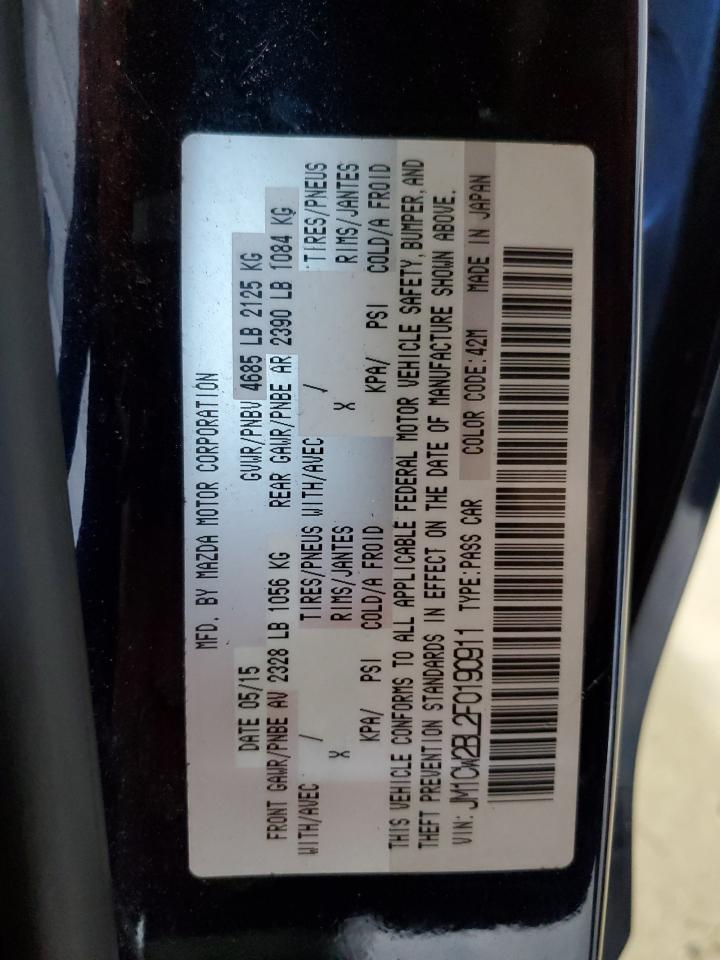 MFD. BY MAZDA MOTOR CORPORATION
DATE 05/15 GVWR/PNBV 4685 LB 2125 KG
FRONT GAWR/PNBE AV 2328 LB 1056 KG REAR GAWR/PNBE AR 2390 LB 1084 KG
WITH/AVEC / TIRES/PNEUS WITH/AVEC / TIRES/PNEUS
X RIMS/JANTES X RIMS/JANTES
KPA/ PSI COLD/A FROID KPA/ PSI COLD/A FROID
THIS VEHICLE CONFORMS TO ALL APPLICABLE FEDERAL MOTOR VEHICLE SAFETY, BUMPER, AND
THEFT PREVENTION STANDARDS IN EFFECT ON THE DATE OF MANUFACTURE SHOWN ABOVE.
VIN: JM1CW2BL2F0190911 TYPE:PASS CAR COLOR CODE:42M MADE IN JAPAN